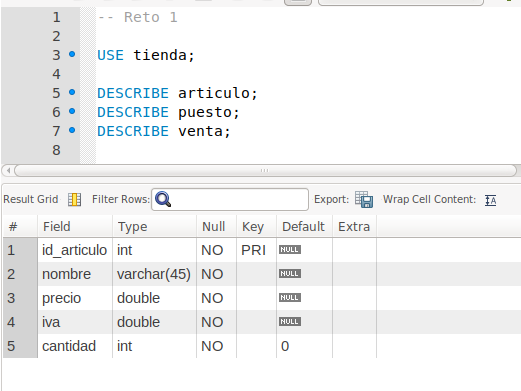 1 -- Reto 1
2
3 USE tienda;
4
5 DESCRIBE articulo;
6 DESCRIBE puesto;
7 DESCRIBE venta;
8
Result Grid Filter Rows: Export: Wrap Cell Content: IA
# Field Type Null Key Default Extra
1 id_articulo int NO PRI NULL
2 nombre varchar(45) NO NULL
3 precio double NO NULL
4 iva double NO NULL
5 cantidad int NO 0